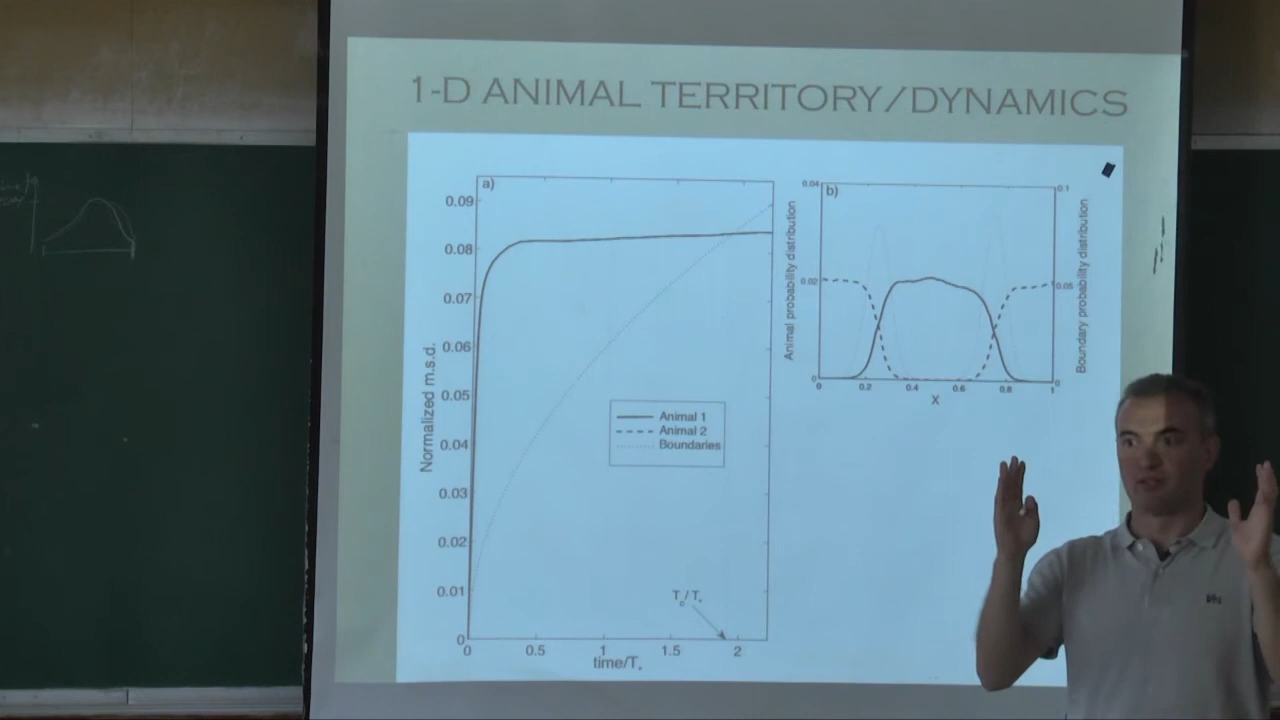 1-D ANIMAL TERRITORY/DYNAMICS
a)
0.09
0.08
0.07
0.06
0.05
0.04
0.03
0.02
0.01
0
Normalized m.s.d.
Animal 1
Animal 2
Boundaries
0 0.5 1 1.5 2
time/T*
b)
0.04
0.02
0
Animal probability distribution
0.1
0.05
0
Boundary probability distribution
0 0.2 0.4 0.6 0.8 1
X